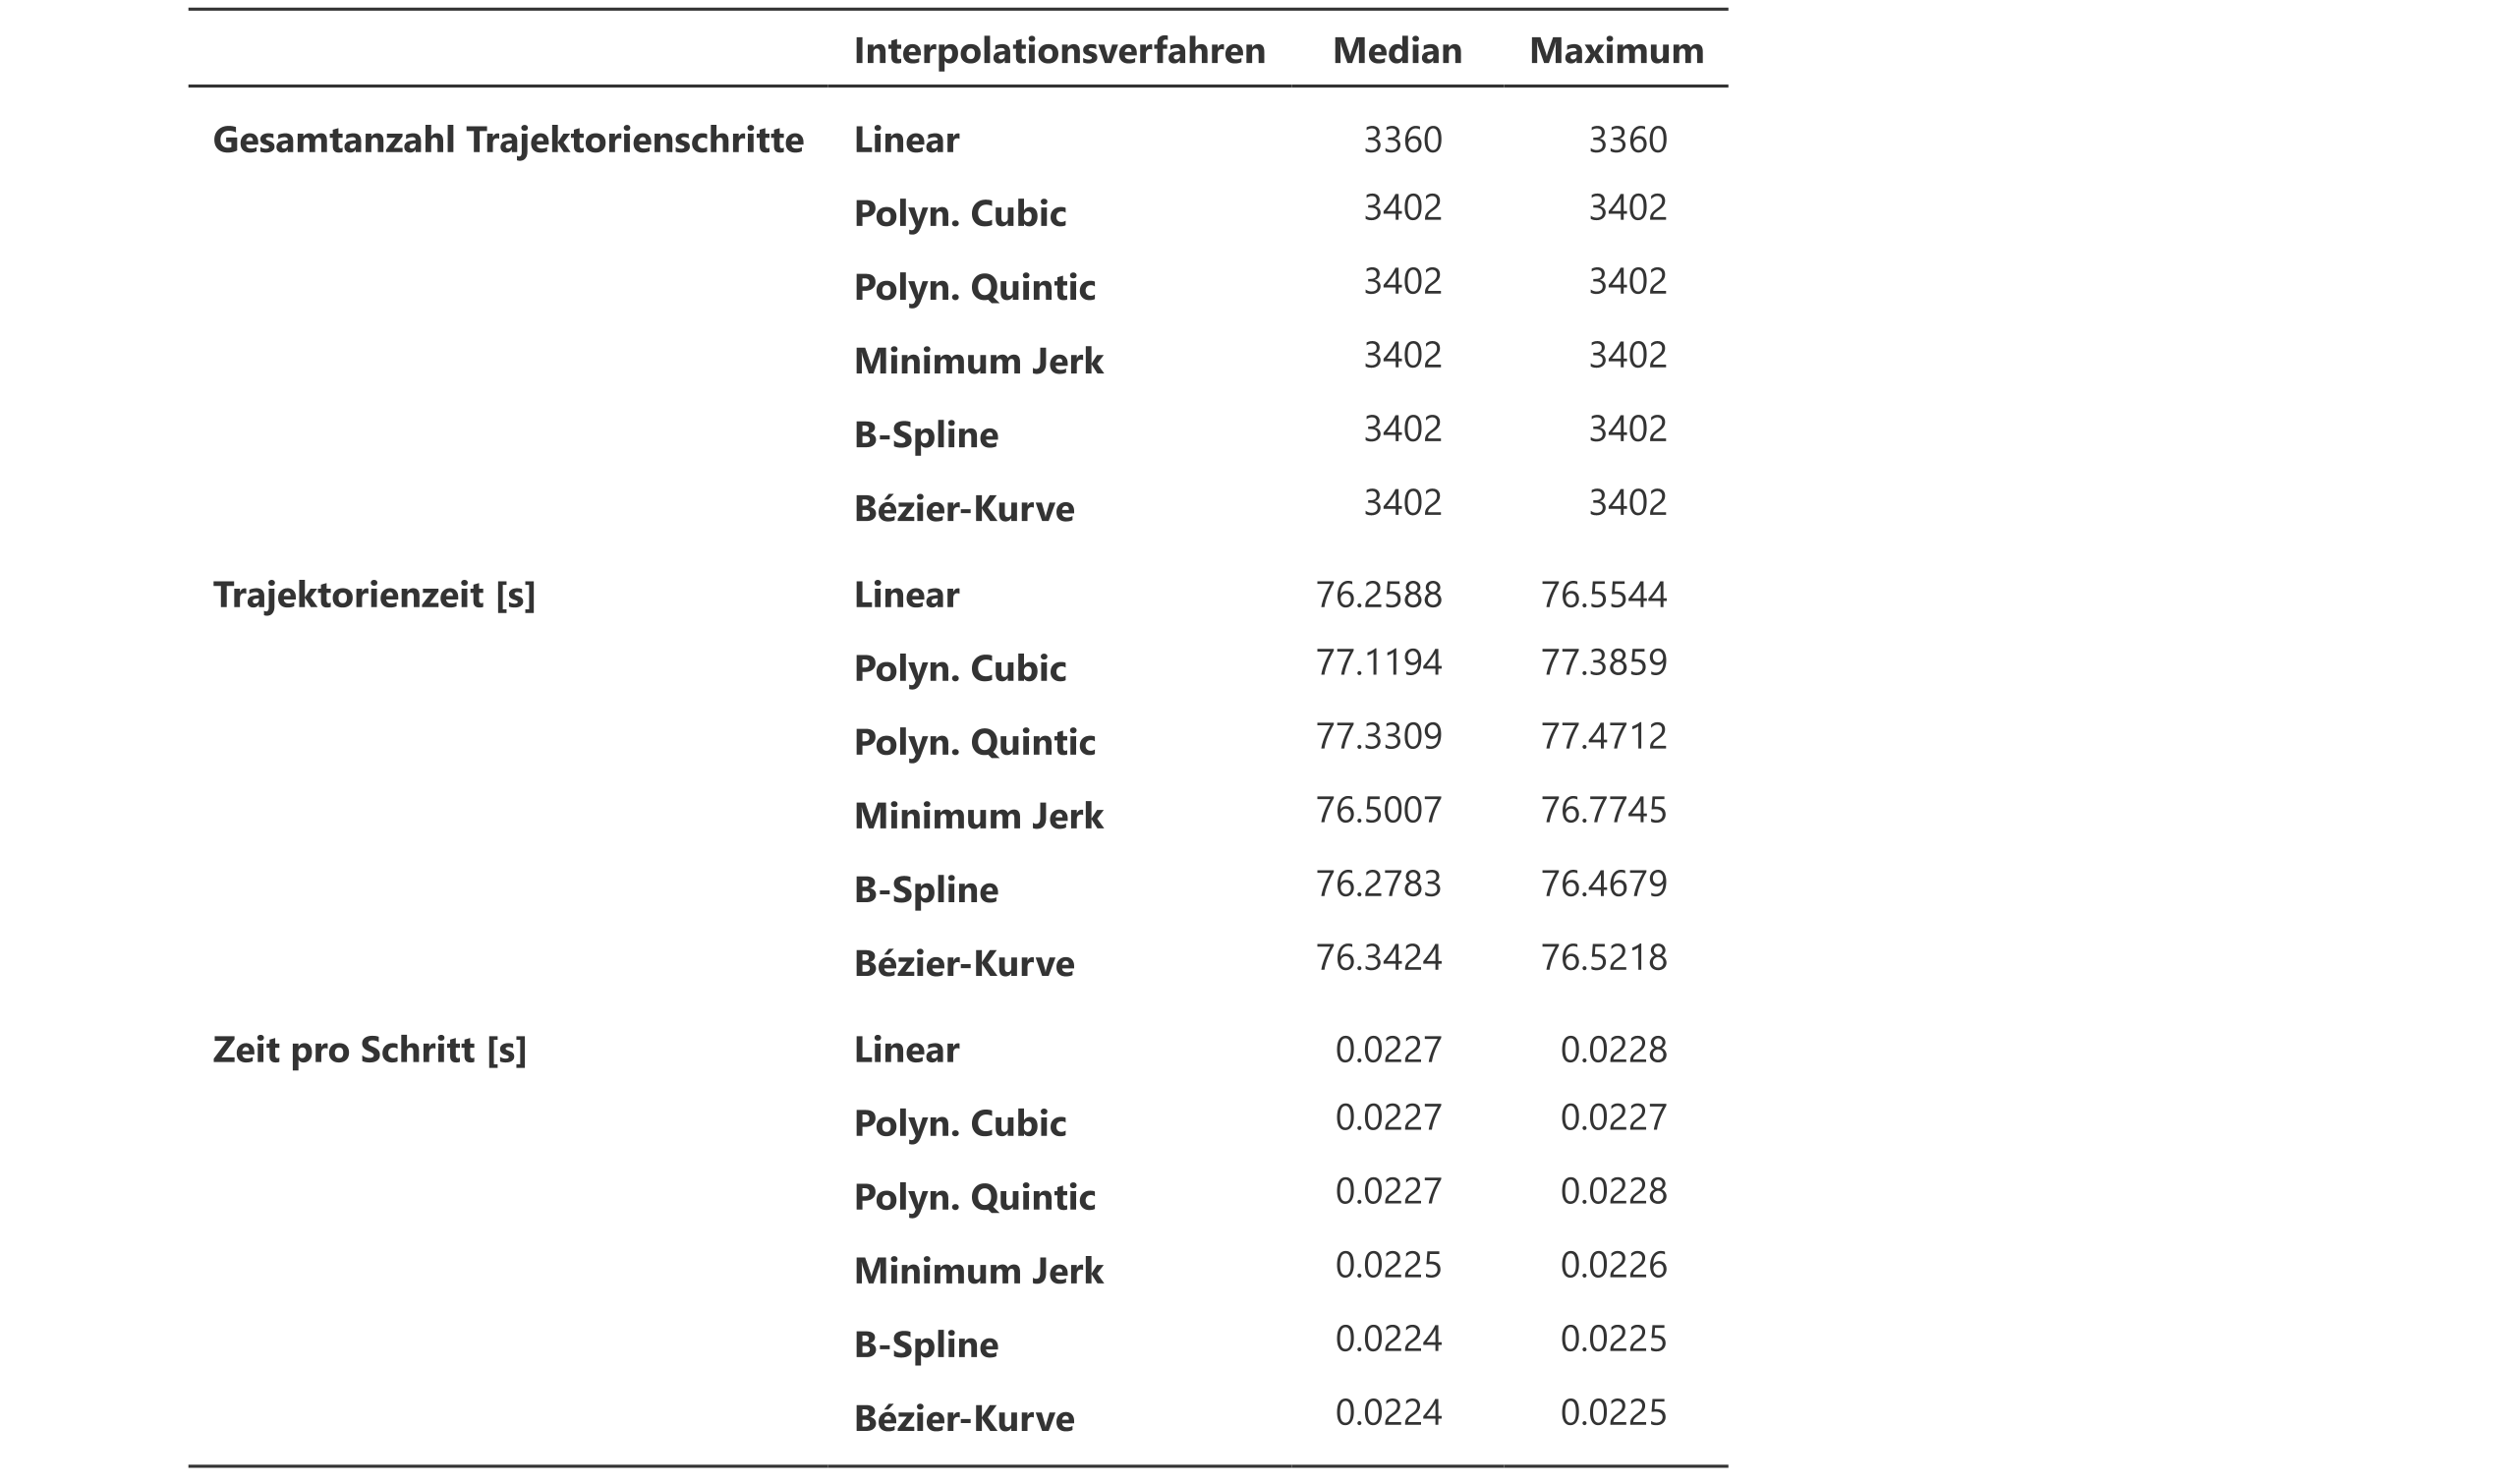 Interpolationsverfahren Median Maximum
Gesamtanzahl Trajektorienschritte Linear 3360 3360
Polyn. Cubic 3402 3402
Polyn. Quintic 3402 3402
Minimum Jerk 3402 3402
B-Spline 3402 3402
Bézier-Kurve 3402 3402
Trajektorienzeit [s] Linear 76.2588 76.5544
Polyn. Cubic 77.1194 77.3859
Polyn. Quintic 77.3309 77.4712
Minimum Jerk 76.5007 76.7745
B-Spline 76.2783 76.4679
Bézier-Kurve 76.3424 76.5218
Zeit pro Schritt [s] Linear 0.0227 0.0228
Polyn. Cubic 0.0227 0.0227
Polyn. Quintic 0.0227 0.0228
Minimum Jerk 0.0225 0.0226
B-Spline 0.0224 0.0225
Bézier-Kurve 0.0224 0.0225